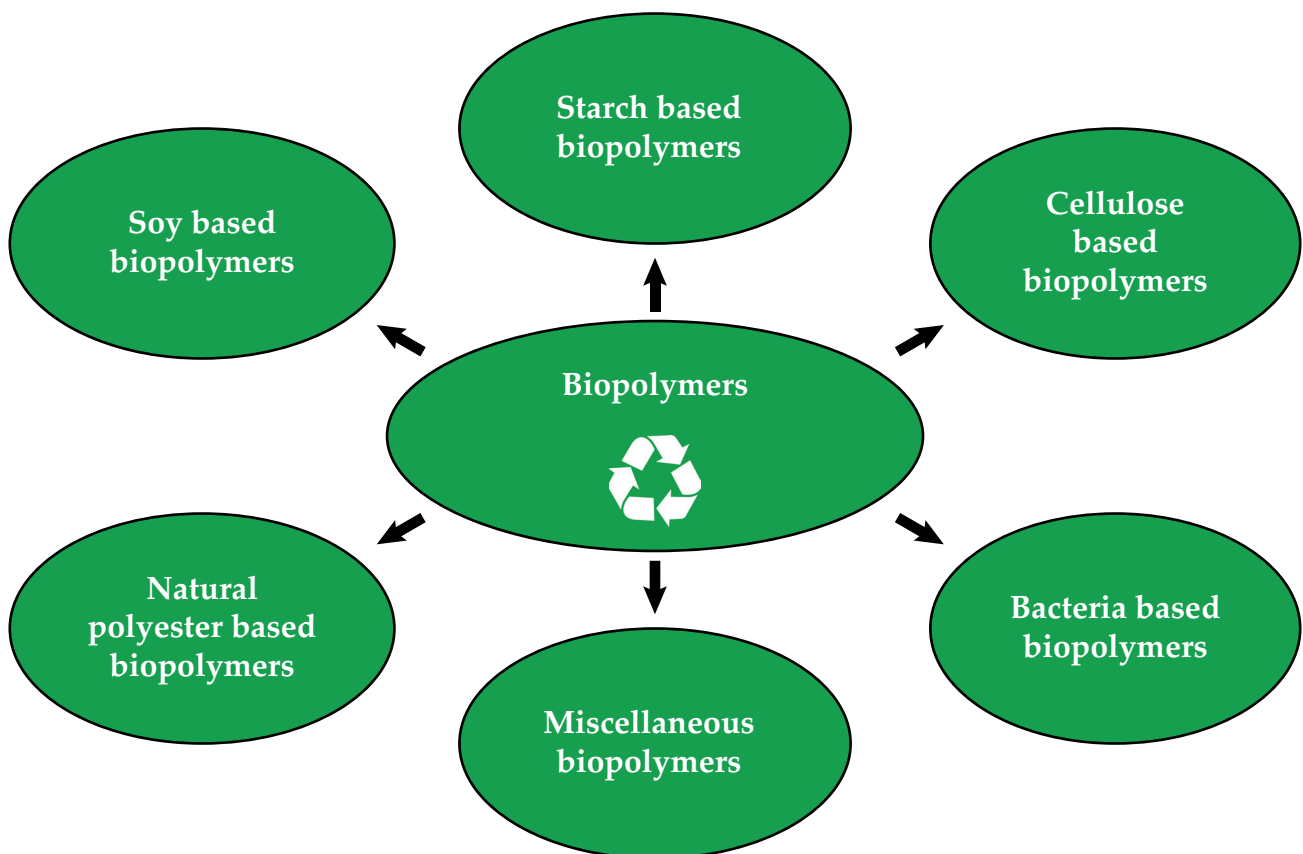 Starch based
biopolymers
Soy based
biopolymers
Cellulose
based
biopolymers
Biopolymers
Natural
polyester based
biopolymers
Bacteria based
biopolymers
Miscellaneous
biopolymers